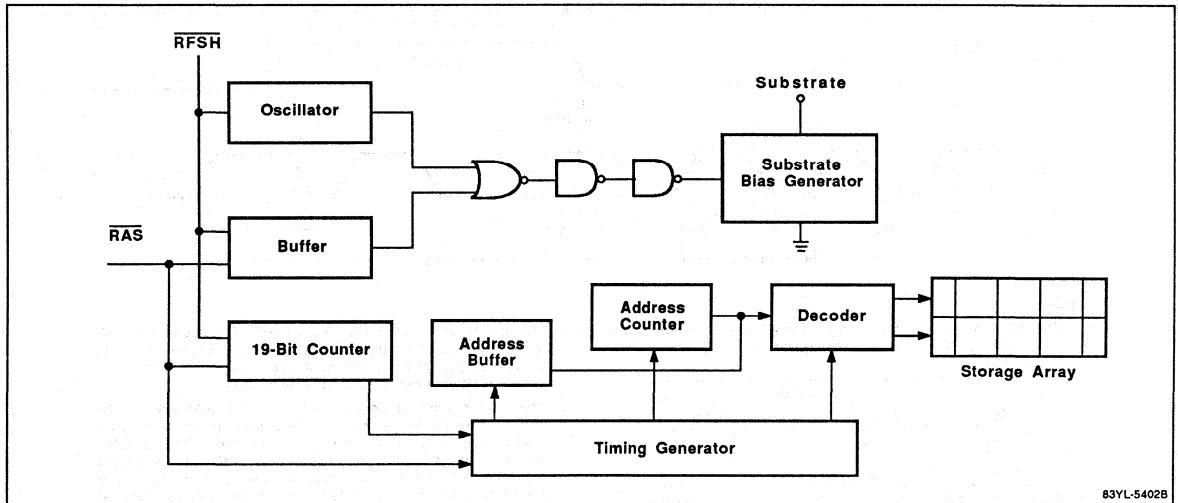 RFSH
Oscillator
Substrate
Substrate
Bias Generator
RAS
Buffer
Address
Counter
Decoder
19-Bit Counter
Address
Buffer
Storage Array
Timing Generator
83YL-5402B